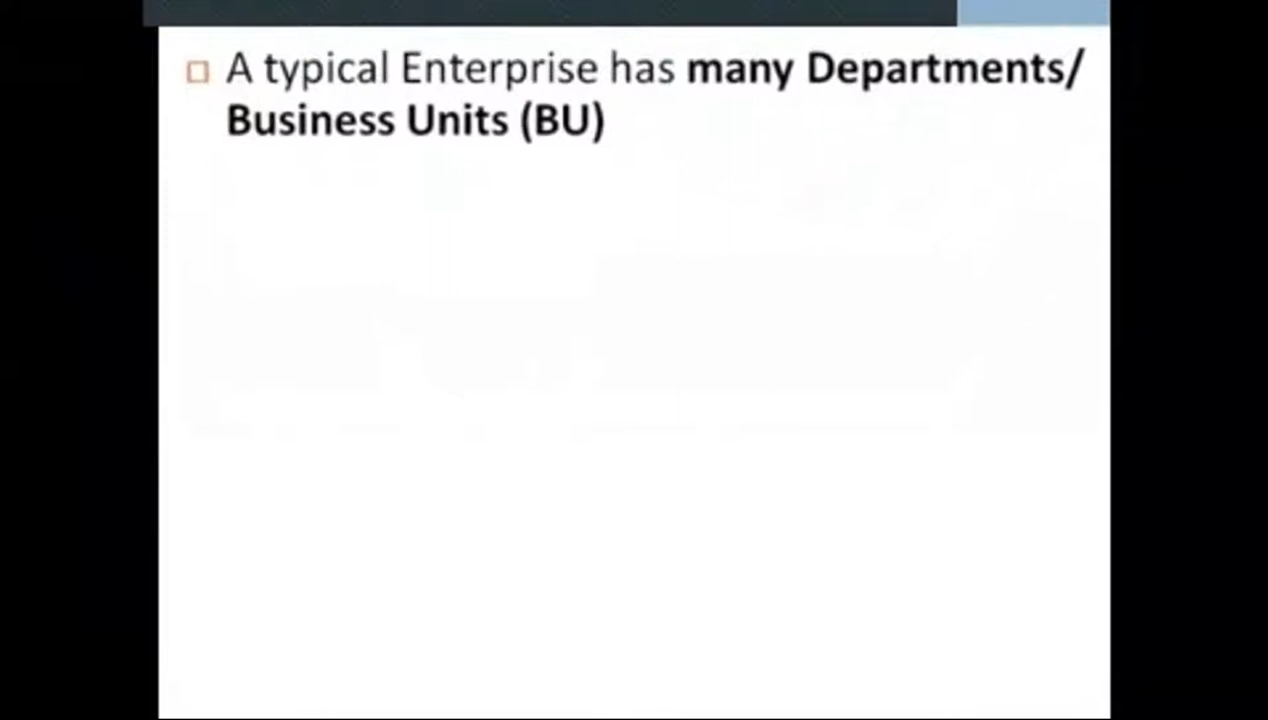 A typical Enterprise has many Departments/
Business Units (BU)